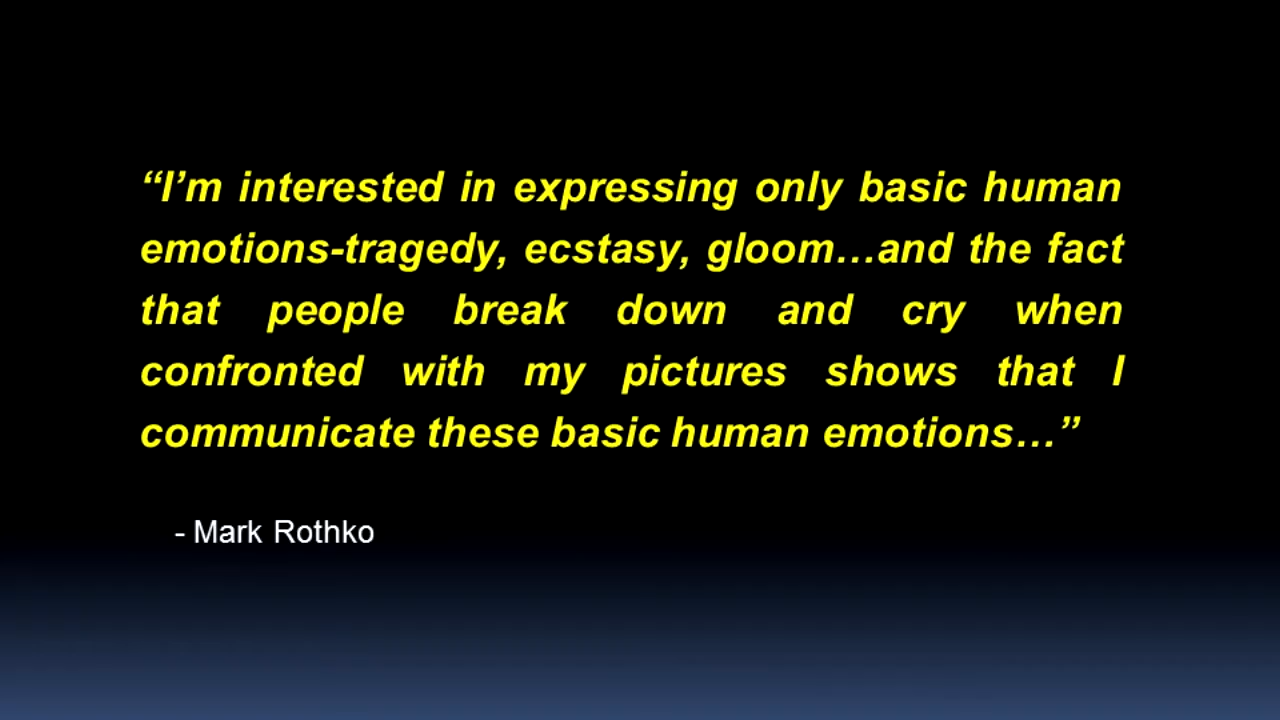 “I’m interested in expressing only basic human
emotions-tragedy, ecstasy, gloom…and the fact
that people break down and cry when
confronted with my pictures shows that I
communicate these basic human emotions…”
- Mark Rothko